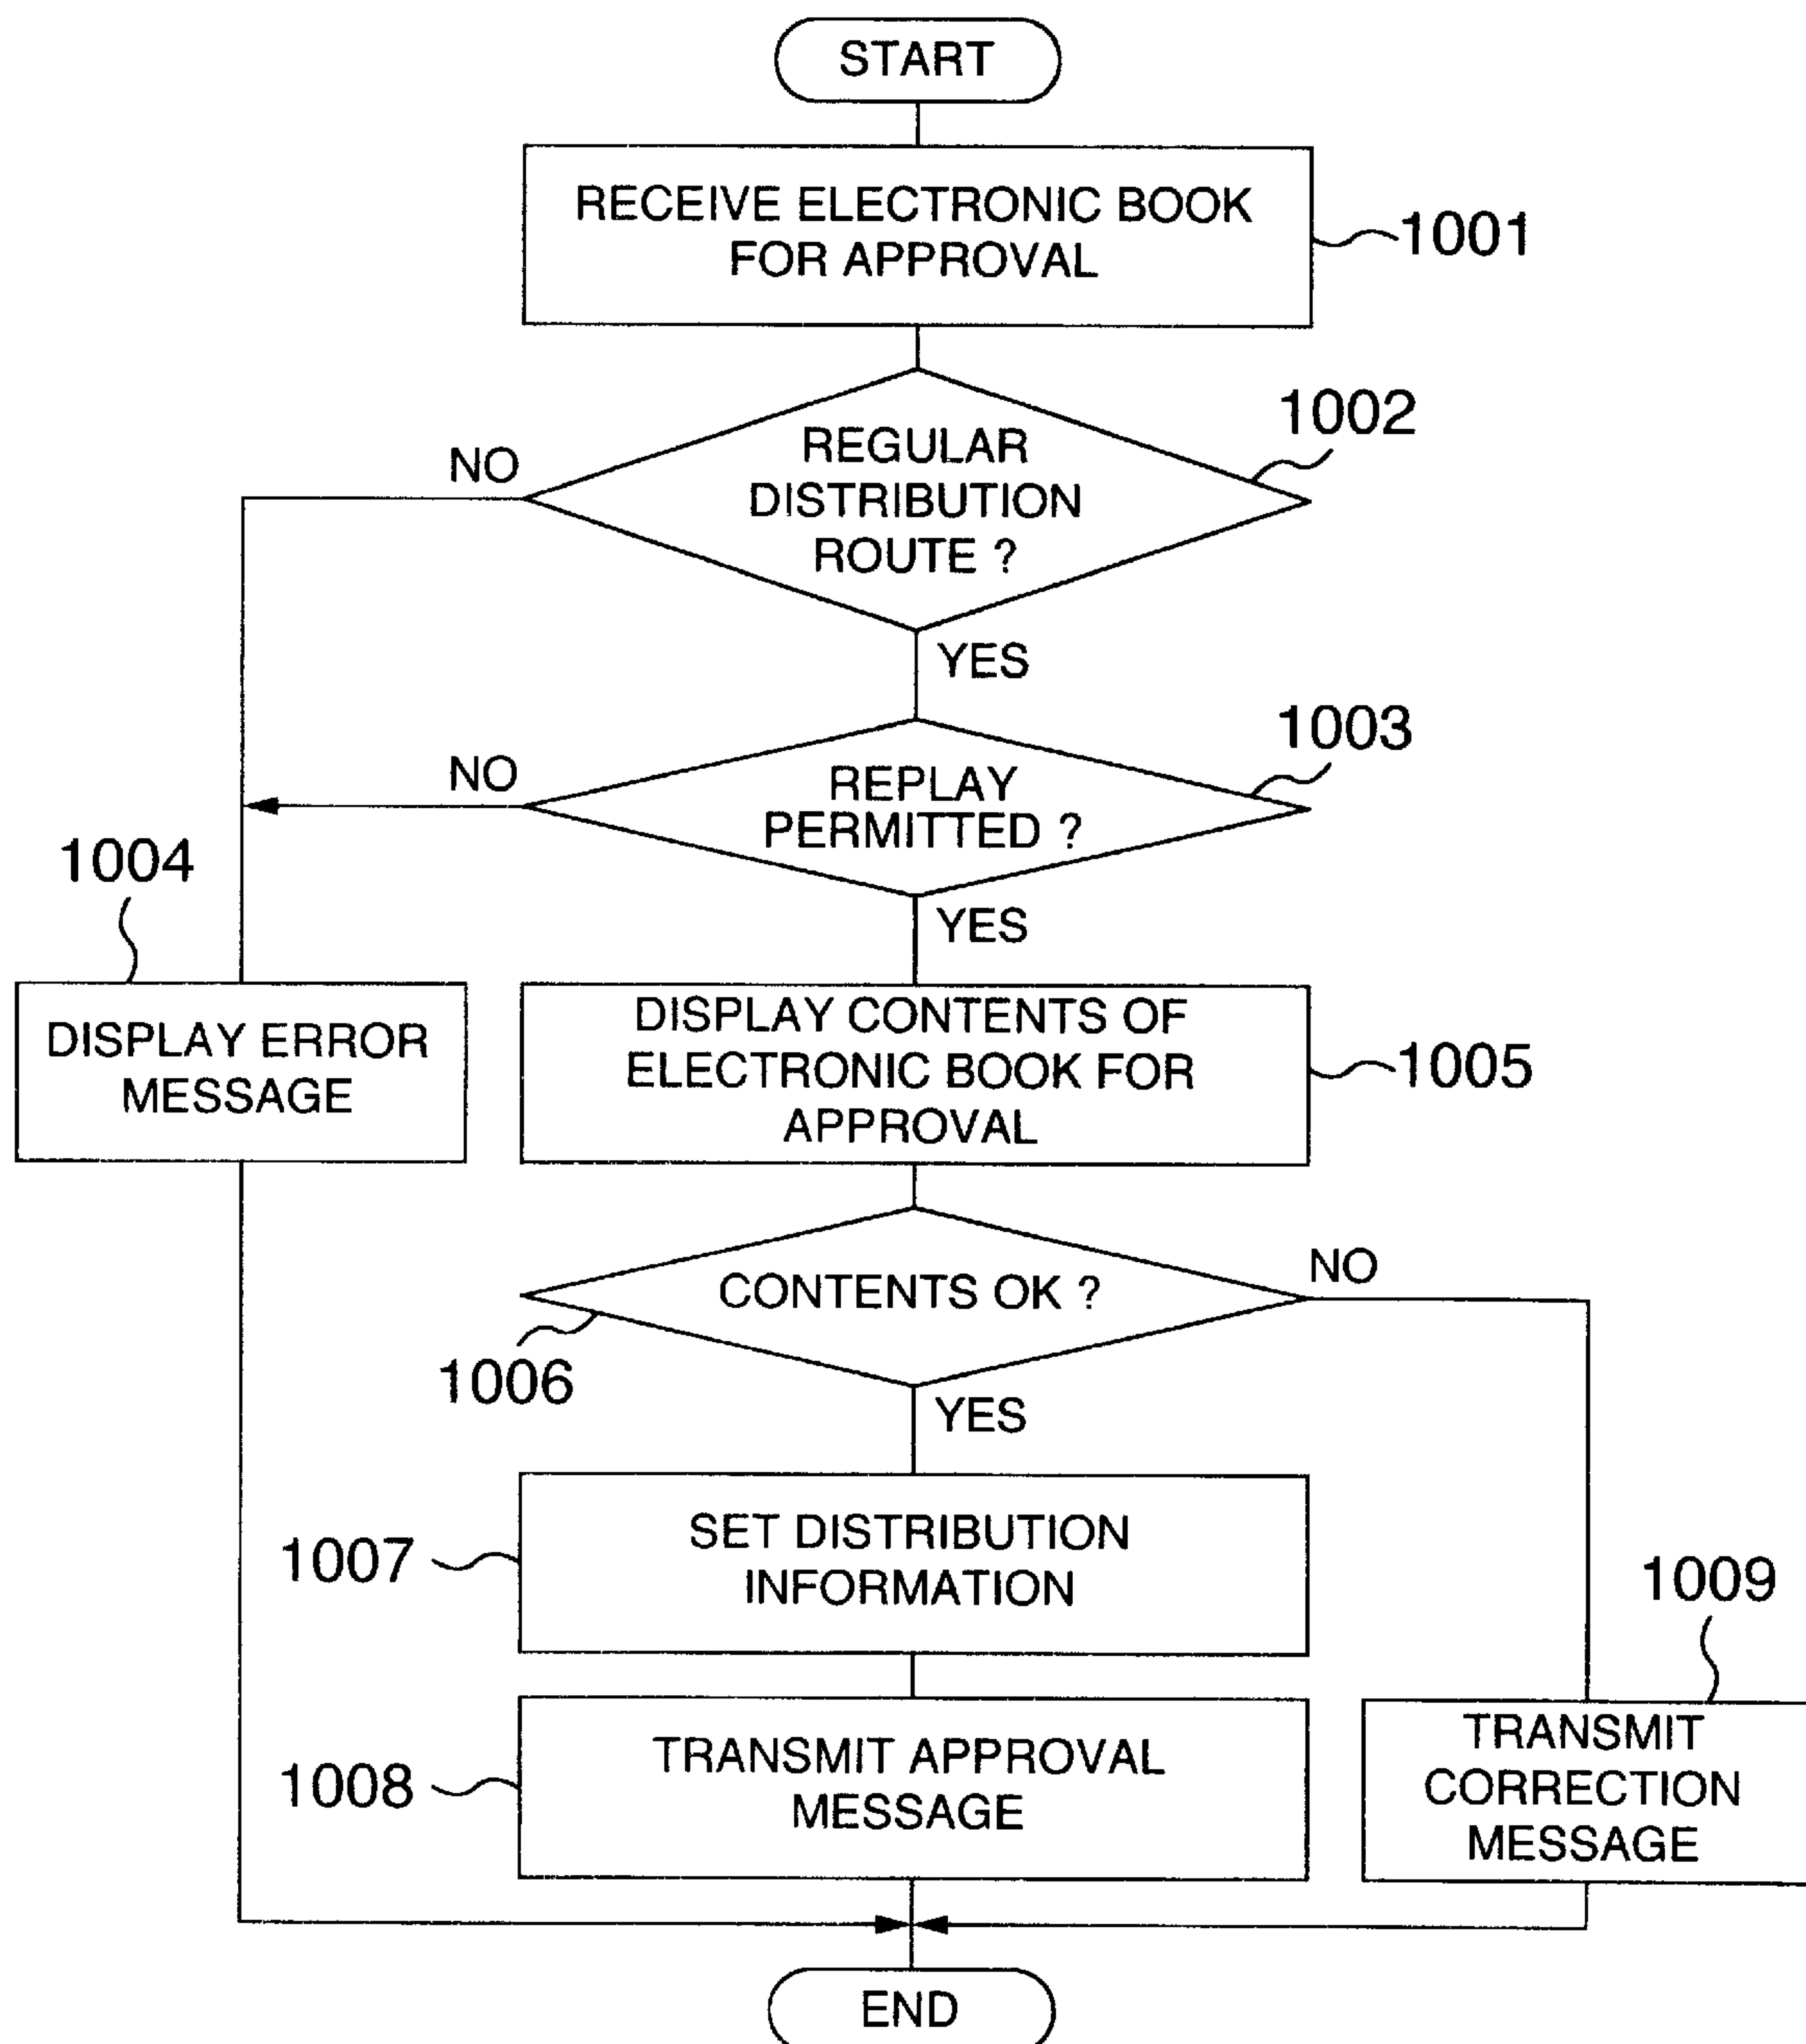 START
RECEIVE ELECTRONIC BOOK
FOR APPROVAL
1001
1002
NO
REGULAR
DISTRIBUTION
ROUTE ?
YES
1003
NO
REPLAY
PERMITTED ?
YES
1004
DISPLAY ERROR
MESSAGE
DISPLAY CONTENTS OF
ELECTRONIC BOOK FOR
APPROVAL
1005
CONTENTS OK ?
NO
1006
YES
1007
SET DISTRIBUTION
INFORMATION
1009
1008
TRANSMIT APPROVAL
MESSAGE
TRANSMIT
CORRECTION
MESSAGE
END